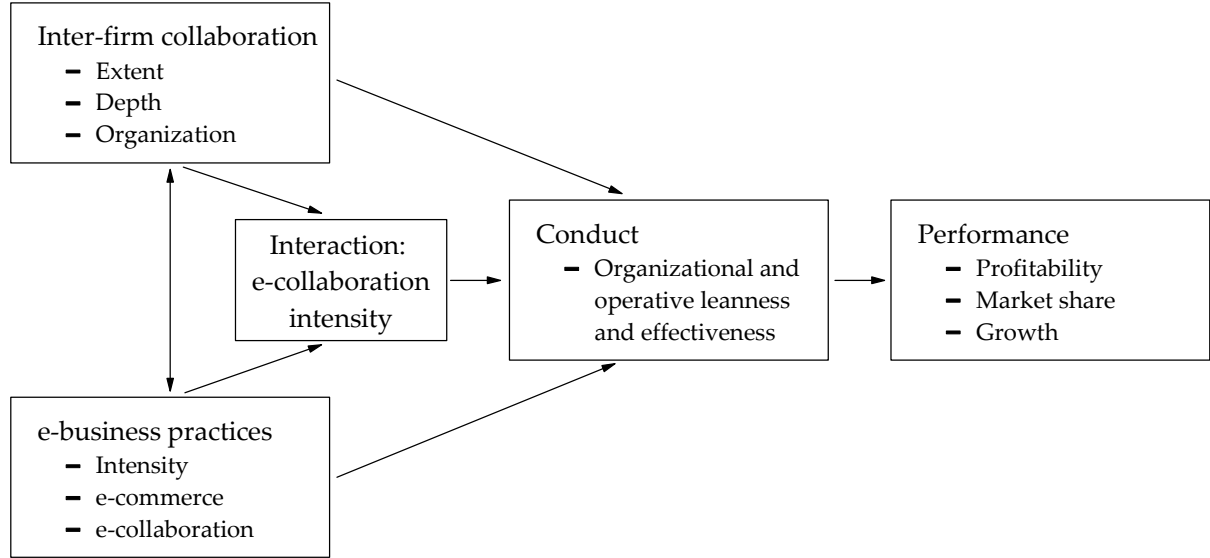 Inter-firm collaboration
– Extent
– Depth
– Organization
Interaction:
e-collaboration
intensity
Conduct
– Organizational and
operative leanness
and effectiveness
Performance
– Profitability
– Market share
– Growth
e-business practices
– Intensity
– e-commerce
– e-collaboration